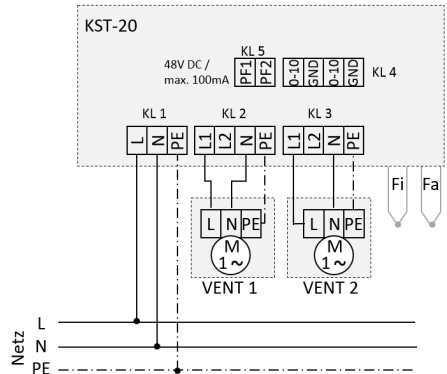 KST-20
KL 5
48V DC /
max. 100mA
PF1 PF2
0-10 GND 0-10 GND
KL 4
KL 1 KL 2 KL 3
L N PE L1 L2 N PE L1 L2 N PE
Fi Fa
L N PE L N PE
M M
1~ 1~
VENT 1 VENT 2
Netz
L
N
PE